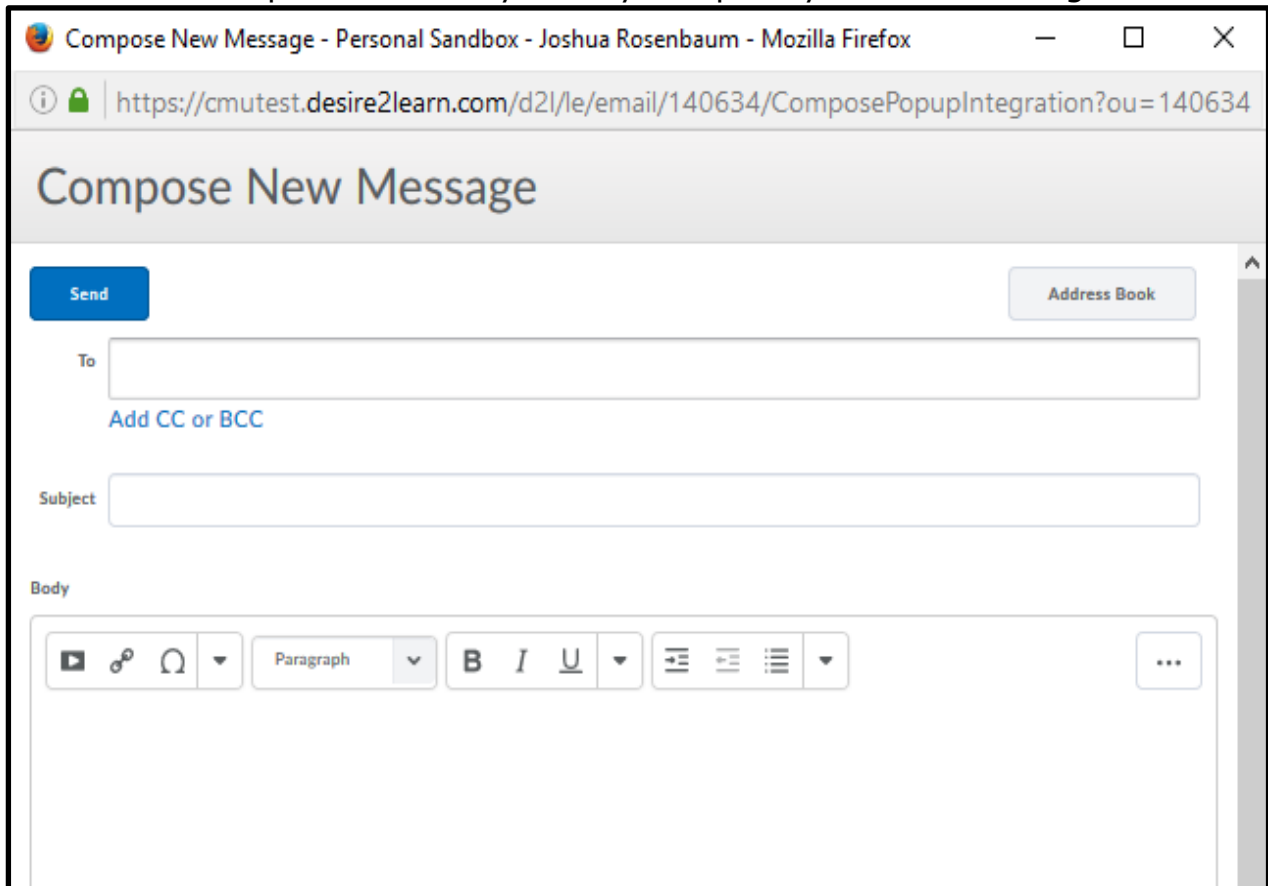 Compose New Message - Personal Sandbox - Joshua Rosenbaum - Mozilla Firefox
https://cmutest.desire2learn.com/d2l/le/email/140634/ComposePopupIntegration?ou=140634
Compose New Message
Send
Address Book
To
Add CC or BCC
Subject
Body
Paragraph
B I U